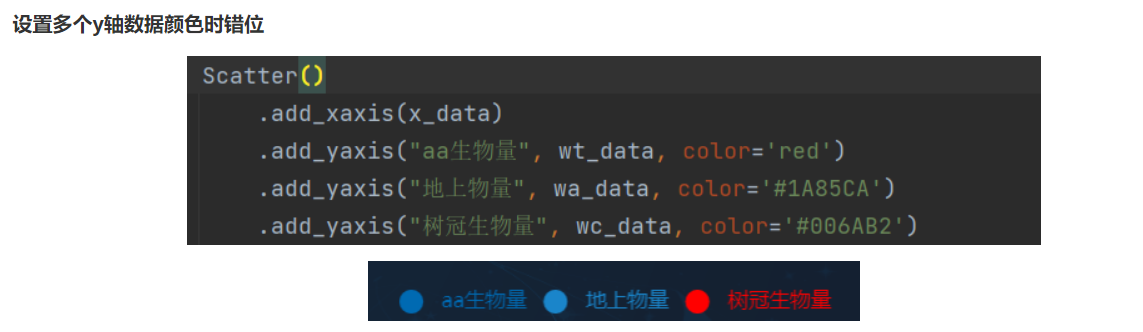 设置多个y轴数据颜色时错位
Scatter()
.add_xaxis(x_data)
.add_yaxis("aa生物量", wt_data, color='red')
.add_yaxis("地上物量", wa_data, color='#1A85CA')
.add_yaxis("树冠生物量", wc_data, color='#006AB2')
aa生物量 地上物量 树冠生物量